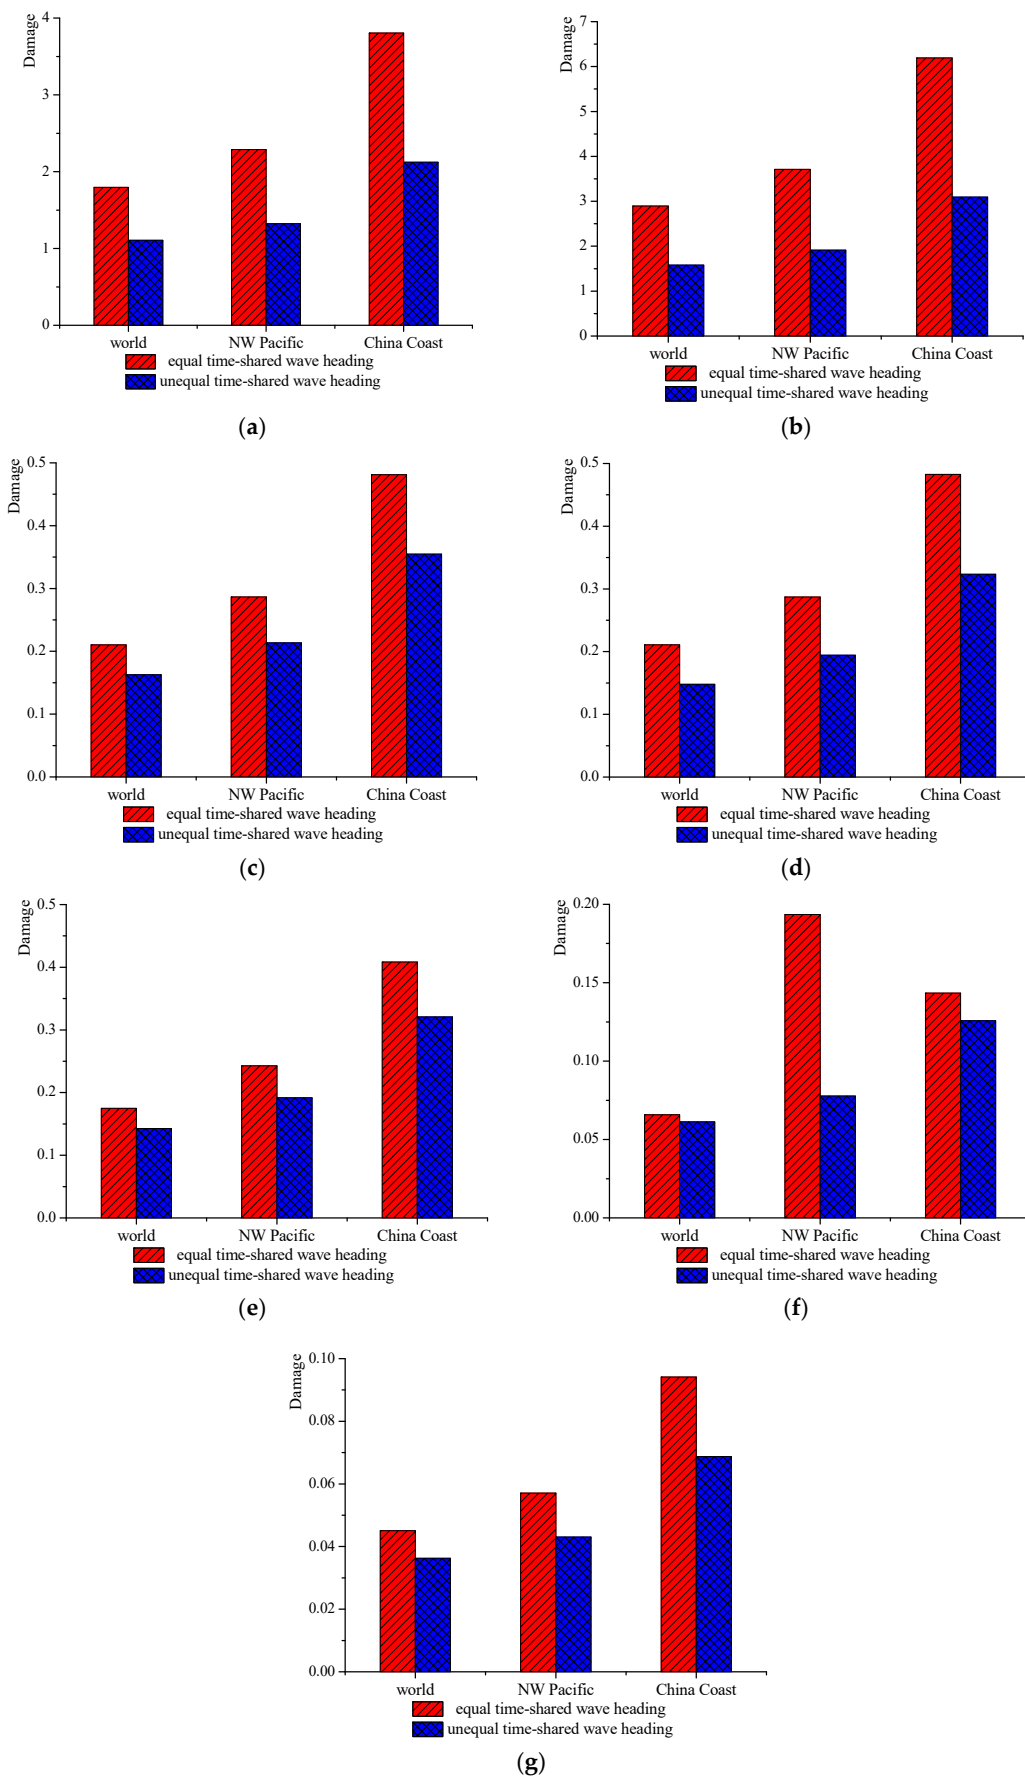 Damage
4
3
2
1
0
world NW Pacific China Coast
equal time-shared wave heading
unequal time-shared wave heading
(a)
Damage
7
6
5
4
3
2
1
0
world NW Pacific China Coast
equal time-shared wave heading
unequal time-shared wave heading
(b)
Damage
0.5
0.4
0.3
0.2
0.1
0.0
world NW Pacific China Coast
equal time-shared wave heading
unequal time-shared wave heading
(c)
Damage
0.5
0.4
0.3
0.2
0.1
0.0
world NW Pacific China Coast
equal time-shared wave heading
unequal time-shared wave heading
(d)
Damage
0.5
0.4
0.3
0.2
0.1
0.0
world NW Pacific China Coast
equal time-shared wave heading
unequal time-shared wave heading
(e)
Damage
0.20
0.15
0.10
0.05
0.00
world NW Pacific China Coast
equal time-shared wave heading
unequal time-shared wave heading
(f)
Damage
0.10
0.08
0.06
0.04
0.02
0.00
world NW Pacific China Coast
equal time-shared wave heading
unequal time-shared wave heading
(g)